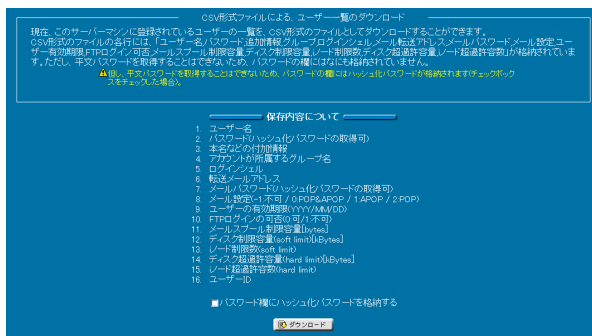 CSV形式ファイルによる、ユーザー一覧のダウンロード
現在、このサーバーマシンに登録されているユーザーの一覧を、CSV形式のファイルとしてダウンロードすることができます。
CSV形式のファイルの各行には、「ユーザー名,パスワード,追加情報,グループ,ログインシェル,メール転送アドレス,メールパスワード,メール設定,ユー
ザー有効期限,FTPログイン可否,メールスプール制限容量,ディスク制限容量,ノード制限数,ディスク超過許容量,ノード超過許容数」が格納されていま
す。ただし、平文パスワードを取得することはできないため、パスワードの欄にはなにも格納されていません。
但し、平文パスワードを取得することはできないため、パスワードの欄にはハッシュ化パスワードが格納されます(チェックボック
スをチェックした場合)。
保存内容について
1. ユーザー名
2. パスワード(ハッシュ化パスワードの取得可)
3. 本名などの付加情報
4. アカウントが所属するグループ名
5. ログインシェル
6. 転送メールアドレス
7. メールパスワード(ハッシュ化パスワードの取得可)
8. メール設定(-1:不可 / 0:POP&APOP / 1:APOP / 2:POP)
9. ユーザーの有効期限(YYYY/MM/DD)
10. FTPログインの可否(0:可/1:不可)
11. メールスプール制限容量[bytes]
12. ディスク制限容量(soft limit)[kBytes]
13. ノード制限数(soft limit)
14. ディスク超過許容量(hard limit)[kBytes]
15. ノード超過許容数(hard limit)
16. ユーザーID
パスワード欄にハッシュ化パスワードを格納する
ダウンロード